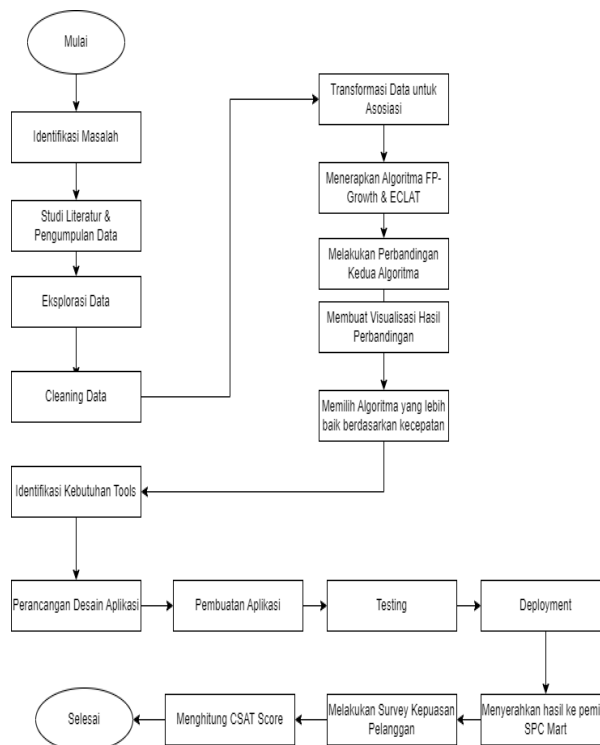 Mulai
Identifikasi Masalah
Studi Literatur &
Pengumpulan Data
Eksplorasi Data
Cleaning Data
Transformasi Data untuk
Asosiasi
Menerapkan Algoritma FP-
Growth & ECLAT
Melakukan Perbandingan
Kedua Algoritma
Membuat Visualisasi Hasil
Perbandingan
Memilih Algoritma yang lebih
baik berdasarkan kecepatan
Identifikasi Kebutuhan Tools
Perancangan Desain Aplikasi
Pembuatan Aplikasi
Testing
Deployment
Menyerahkan hasil ke pemi
SPC Mart
Melakukan Survey Kepuasan
Pelanggan
Menghitung CSAT Score
Selesai